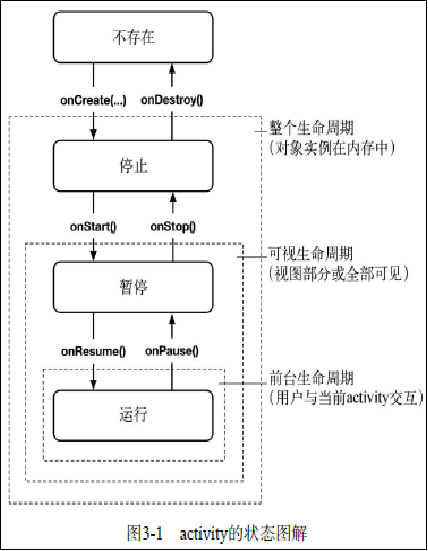 不存在
onCreate(...)
onDestroy()
整个生命周期
(对象实例在内存中)
停止
onStart()
onStop()
可视生命周期
(视图部分或全部可见)
暂停
onResume()
onPause()
前台生命周期
(用户与当前activity交互)
运行
图3-1 activity的状态图解